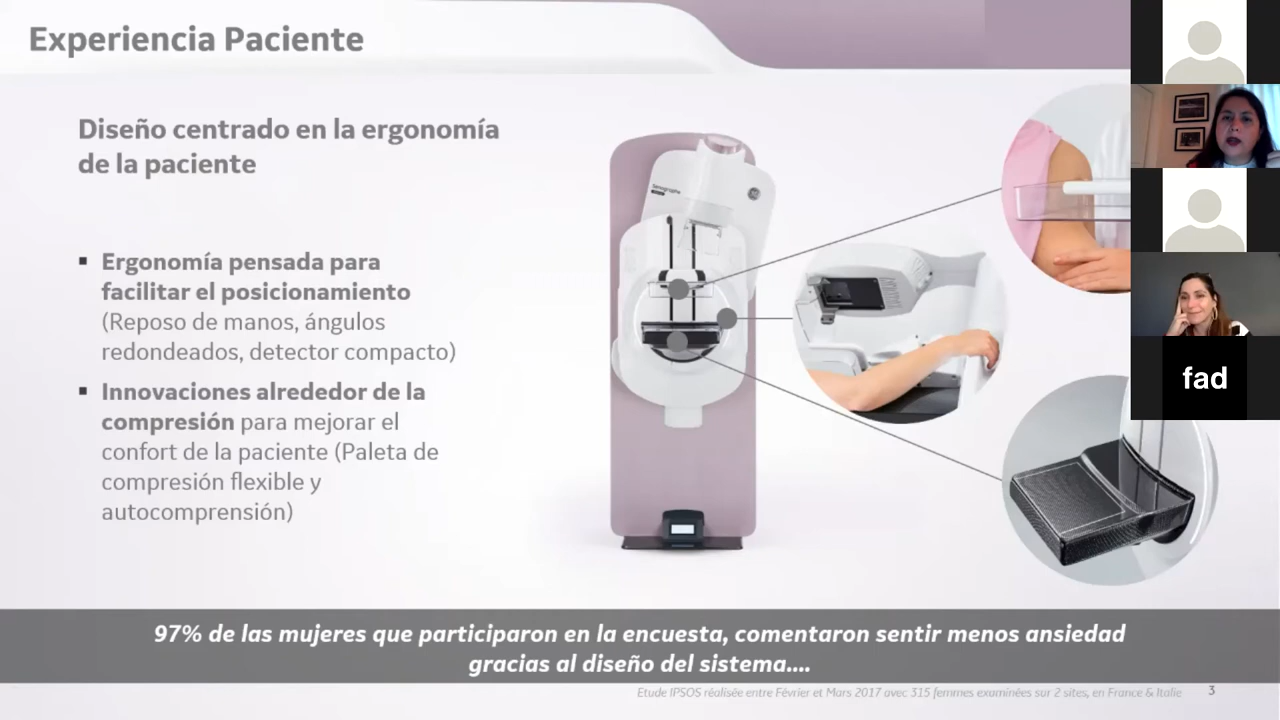 Experiencia Paciente
Diseño centrado en la ergonomía
de la paciente
▪ Ergonomía pensada para
facilitar el posicionamiento
(Reposo de manos, ángulos
redondeados, detector compacto)
▪ Innovaciones alrededor de la
compresión para mejorar el
confort de la paciente (Paleta de
compresión flexible y
autocomprensión)
fad
97% de las mujeres que participaron en la encuesta, comentaron sentir menos ansiedad
gracias al diseño del sistema....
Etude IPSOS réalisée entre Février et Mars 2017 avec 315 femmes examinées sur 2 sites, en France & Italie
3